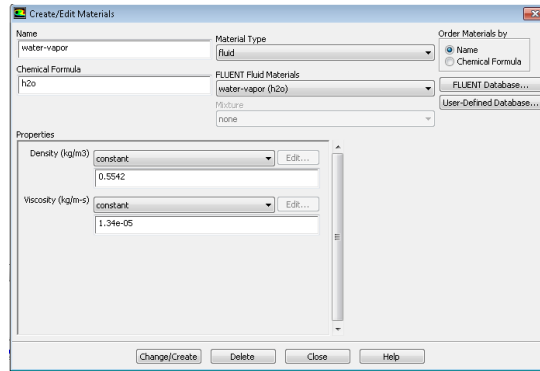 Create/Edit Materials
Name
water-vapor
Material Type
fluid
Order Materials by
Name
Chemical Formula
Chemical Formula
h2o
FLUENT Fluid Materials
water-vapor (h2o)
Mixture
none
FLUENT Database...
User-Defined Database...
Properties
Density (kg/m3)
constant
Edit...
0.5542
Viscosity (kg/m-s)
constant
Edit...
1.34e-05
Change/Create
Delete
Close
Help